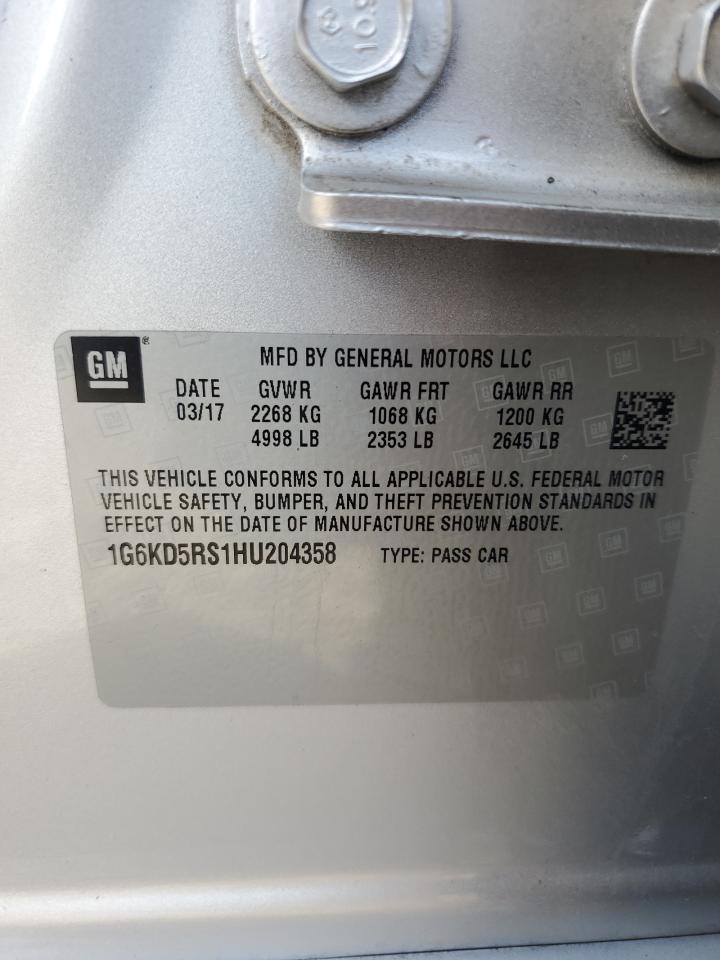 1051
GM
MFD BY GENERAL MOTORS LLC
DATE GVWR GAWR FRT GAWR RR
03/17 2268 KG 1068 KG 1200 KG
4998 LB 2353 LB 2645 LB
THIS VEHICLE CONFORMS TO ALL APPLICABLE U.S. FEDERAL MOTOR
VEHICLE SAFETY, BUMPER, AND THEFT PREVENTION STANDARDS IN
EFFECT ON THE DATE OF MANUFACTURE SHOWN ABOVE.
1G6KD5RS1HU204358 TYPE: PASS CAR